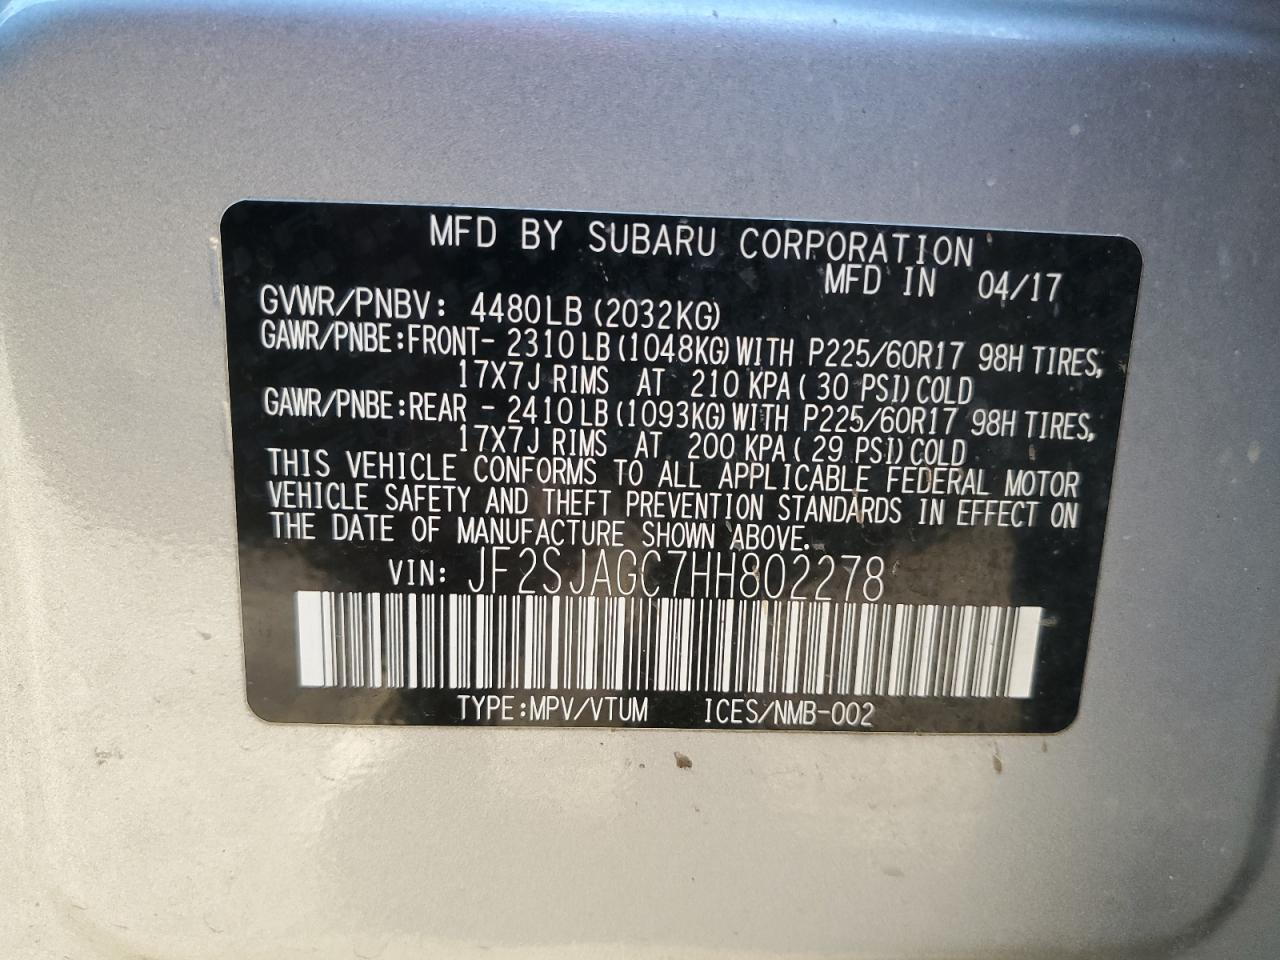 MFD BY SUBARU CORPORATION
MFD IN 04/17
GVWR/PNBV: 4480LB (2032KG)
GAWR/PNBE:FRONT- 2310LB (1048KG) WITH P225/60R17 98H TIRES,
17X7J RIMS AT 210 KPA ( 30 PSI) COLD
GAWR/PNBE:REAR - 2410LB (1093KG) WITH P225/60R17 98H TIRES,
17X7J RIMS AT 200 KPA ( 29 PSI) COLD
THIS VEHICLE CONFORMS TO ALL APPLICABLE FEDERAL MOTOR
VEHICLE SAFETY AND THEFT PREVENTION STANDARDS IN EFFECT ON
THE DATE OF MANUFACTURE SHOWN ABOVE.
VIN: JF2SJAGC7HH802278
TYPE:MPV/VTUM ICES/NMB-002